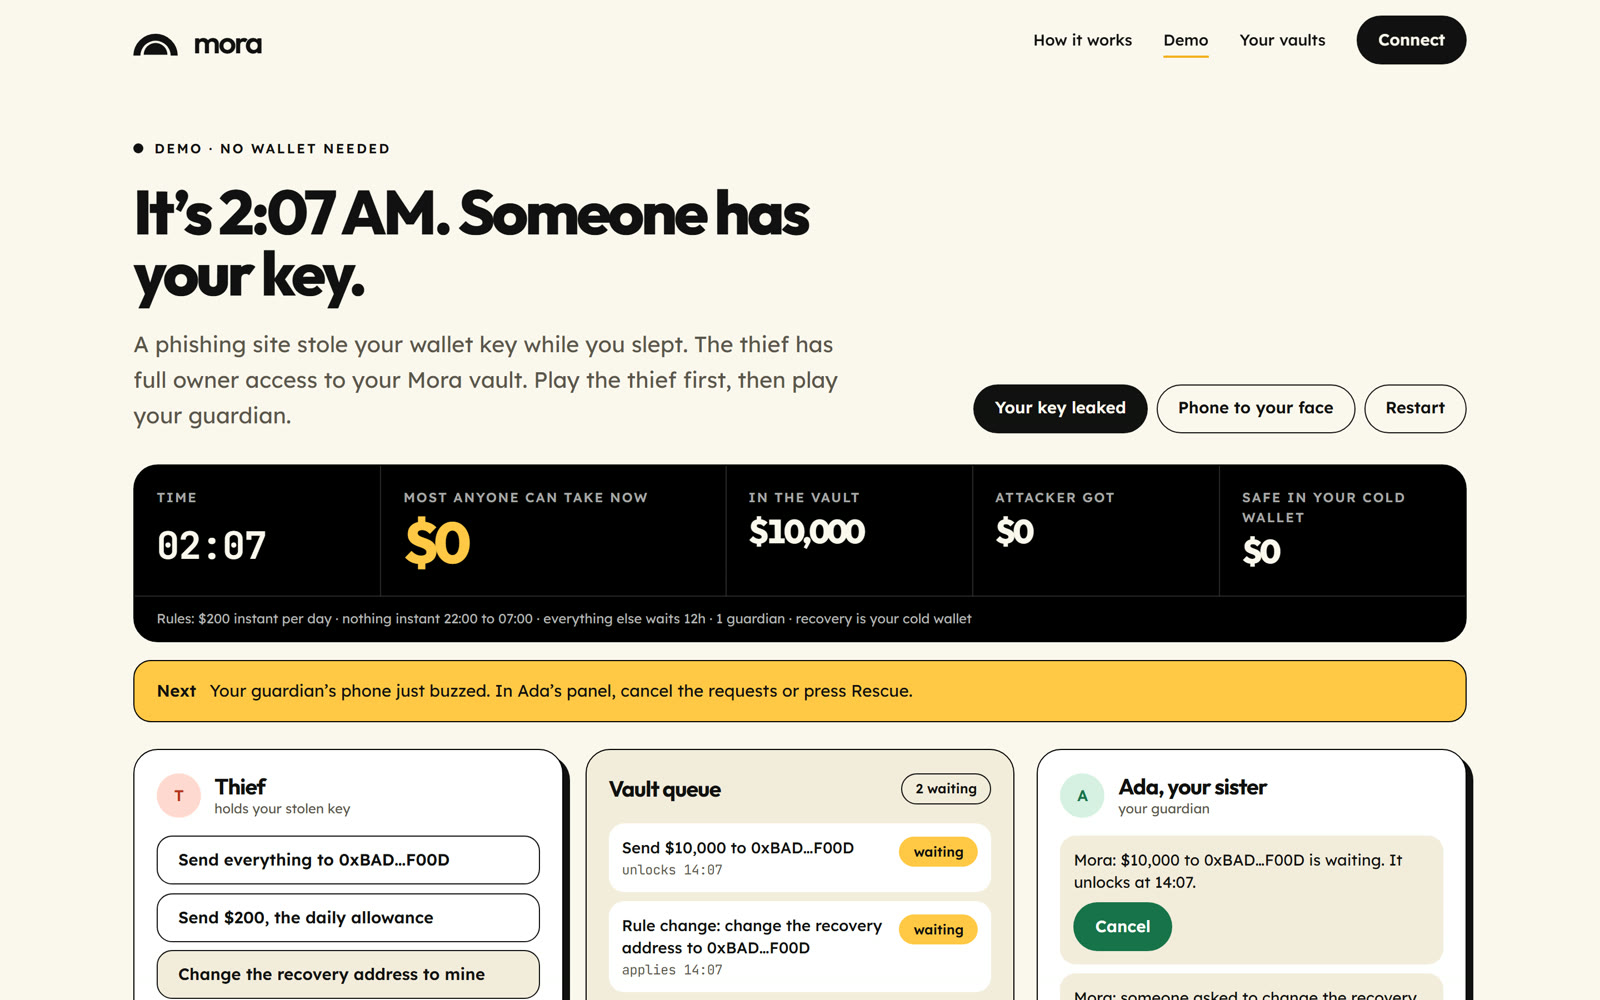 mora
How it works
Demo
Your vaults
Connect
DEMO · NO WALLET NEEDED
It’s 2:07 AM. Someone has
your key.
A phishing site stole your wallet key while you slept. The thief has
full owner access to your Mora vault. Play the thief first, then play
your guardian.
Your key leaked
Phone to your face
Restart
TIME
02:07
MOST ANYONE CAN TAKE NOW
$0
IN THE VAULT
$10,000
ATTACKER GOT
$0
SAFE IN YOUR COLD
WALLET
$0
Rules: $200 instant per day · nothing instant 22:00 to 07:00 · everything else waits 12h · 1 guardian · recovery is your cold wallet
Next Your guardian’s phone just buzzed. In Ada’s panel, cancel the requests or press Rescue.
T
Thief
holds your stolen key
Send everything to 0xBAD…F00D
Send $200, the daily allowance
Change the recovery address to mine
Vault queue
2 waiting
Send $10,000 to 0xBAD…F00D
unlocks 14:07
waiting
Rule change: change the recovery
address to 0xBAD…F00D
applies 14:07
waiting
A
Ada, your sister
your guardian
Mora: $10,000 to 0xBAD…F00D is waiting. It
unlocks at 14:07.
Cancel
Mora: someone asked to change the recovery